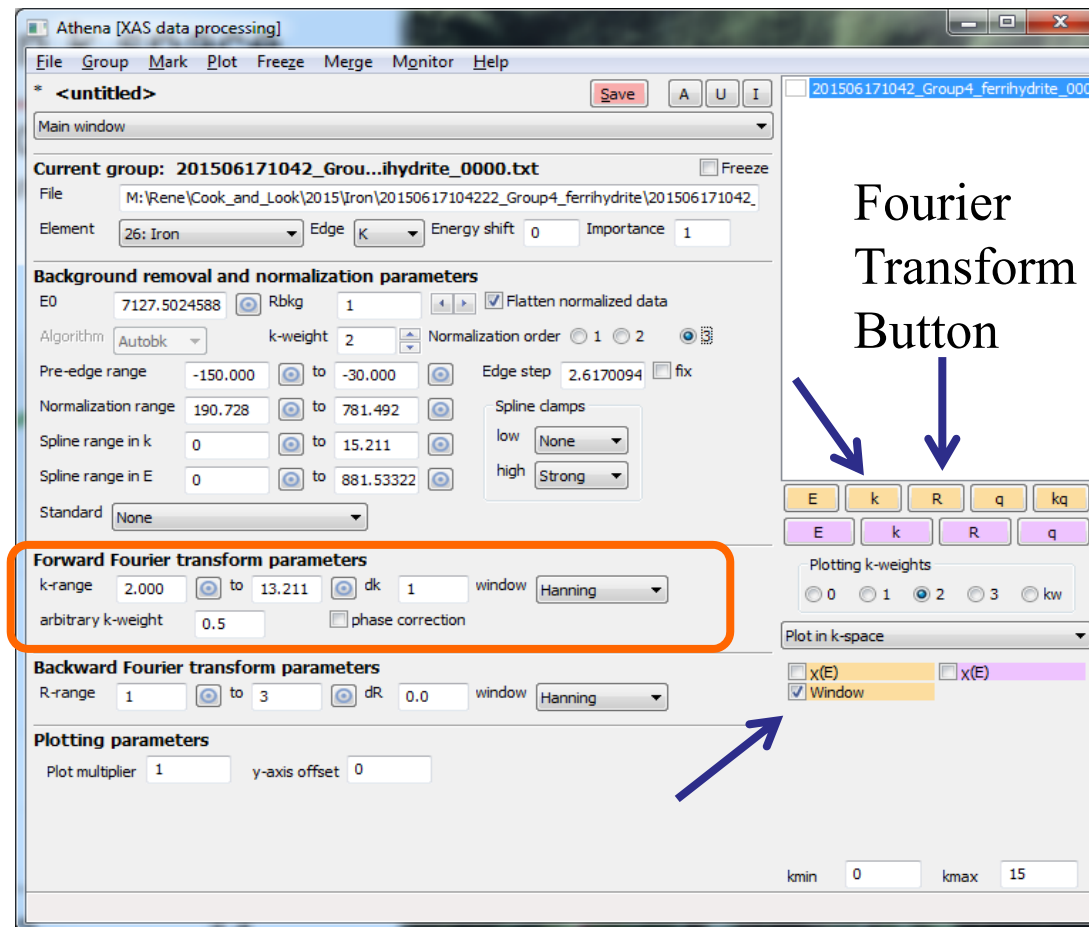 Athena [XAS data processing]
File Group Mark Plot Freeze Merge Monitor Help
* <untitled> Save A U I
Main window
Current group: 201506171042_Grou...ihydrite_0000.txt Freeze
File M:\Rene\Cook_and_Look\2015\Iron\20150617104222_Group4_ferrihydrite\201506171042_
Element 26: Iron Edge K Energy shift 0 Importance 1
Background removal and normalization parameters
E0 7127.5024588 Rbkg 1 Flatten normalized data
Algorithm Autobk k-weight 2 Normalization order 1 2 3
Pre-edge range -150.000 to -30.000 Edge step 2.6170094 fix
Normalization range 190.728 to 781.492 Spline clamps
Spline range in k 0 to 15.211 low None
Spline range in E 0 to 881.53322 high Strong
Standard None
Forward Fourier transform parameters
k-range 2.000 to 13.211 dk 1 window Hanning
arbitrary k-weight 0.5 phase correction
Backward Fourier transform parameters
R-range 1 to 3 dR 0.0 window Hanning
Plotting parameters
Plot multiplier 1 y-axis offset 0
201506171042_Group4_ferrihydrite_000
Fourier
Transform
Button
E k R q kq
E k R q
Plotting k-weights
0 1 2 3 kw
Plot in k-space
χ(E) χ(E)
Window
kmin 0 kmax 15